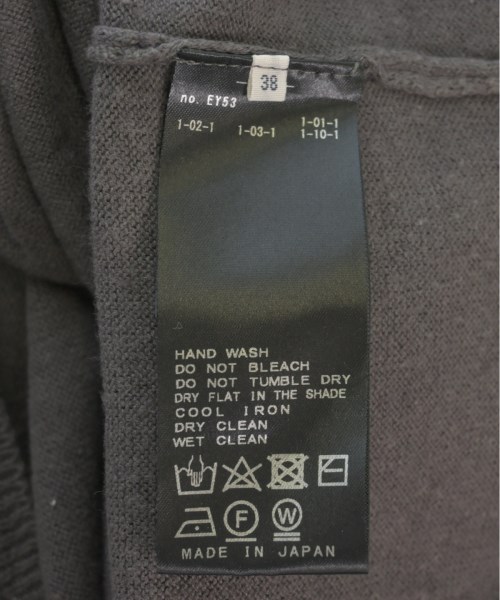 38
no. EY53
1-02-1 1-03-1 1-01-1
1-10-1
HAND WASH
DO NOT BLEACH
DO NOT TUMBLE DRY
DRY FLAT IN THE SHADE
COOL IRON
DRY CLEAN
WET CLEAN
F W
MADE IN JAPAN